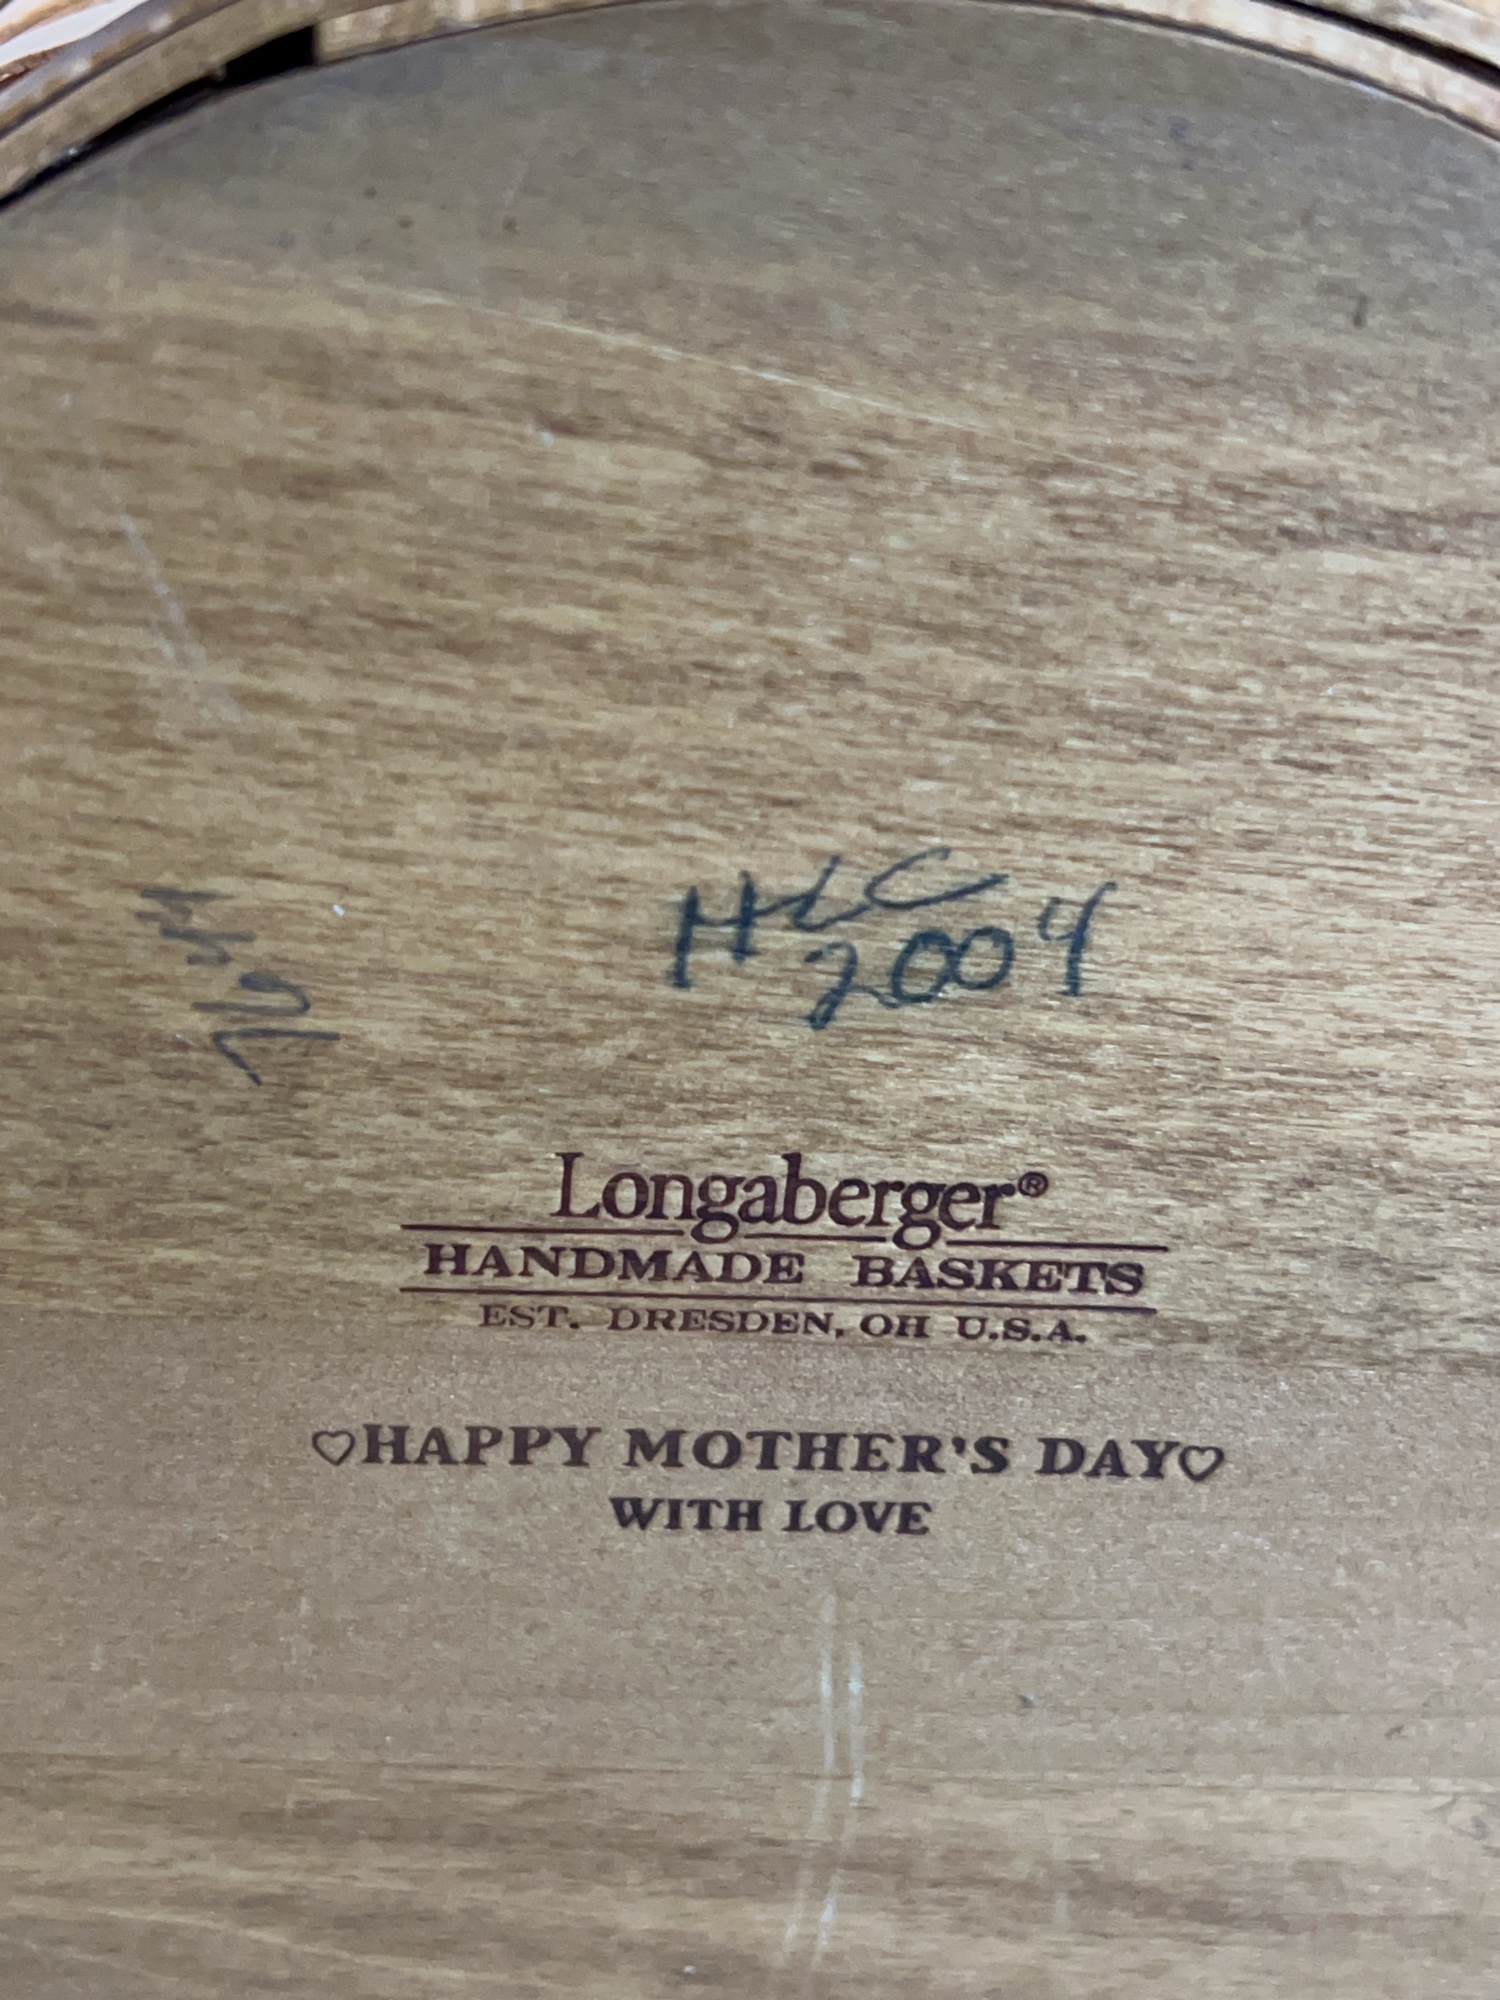 HLC
2004
Longaberger®
HANDMADE BASKETS
EST. DRESDEN, OH U.S.A.
♡HAPPY MOTHER'S DAY♡
WITH LOVE